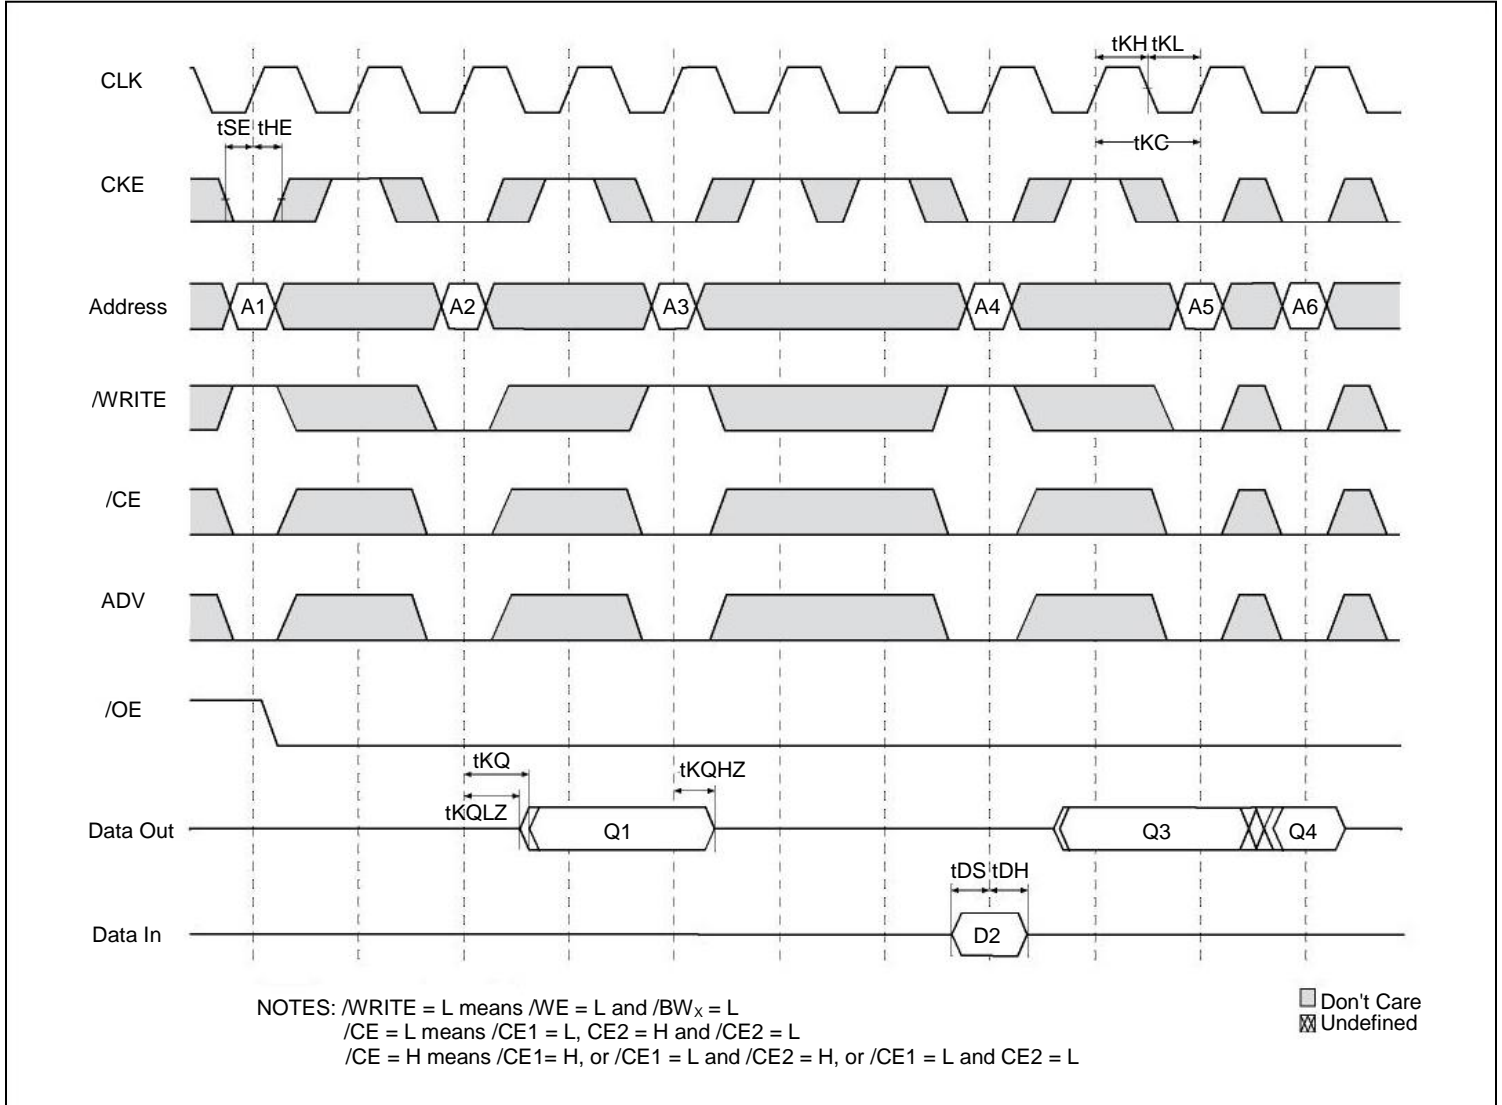 tKH tKL
CLK
tSE tHE
tKC
CKE
Address A1 A2 A3 A4 A5 A6
/WRITE
/CE
ADV
/OE
tKQ
tKQHZ
tKQLZ
Data Out Q1 Q3 Q4
tDS tDH
Data In D2
NOTES: /WRITE = L means /WE = L and /BWX = L
/CE = L means /CE1 = L, CE2 = H and /CE2 = L
/CE = H means /CE1= H, or /CE1 = L and /CE2 = H, or /CE1 = L and CE2 = L
Don't Care
Undefined